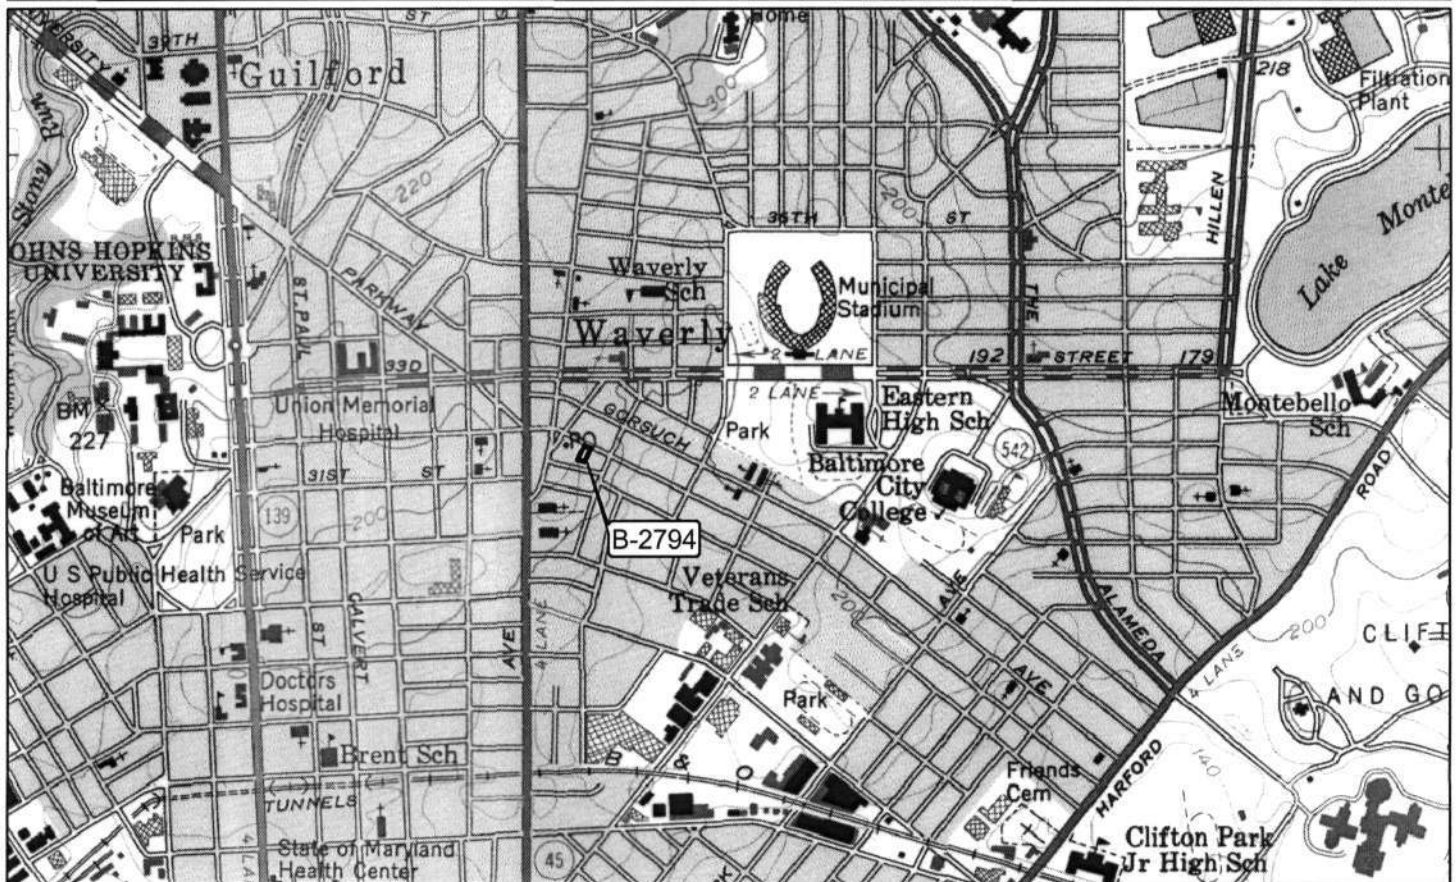 Home
ST
39TH
Guilford
218
Filtration
Plant
Run
Stony
300
220
200
36TH
ST
HILLEN
Monte
Lake
OHNS HOPKINS
UNIVERSITY
ST. PAUL
PARKWAY
Waverly
Sch
Municipal
Stadium
THE
Waverly
2 LANE
192
STREET
179
33D
2 LANE
Eastern
High Sch
Montebello
Sch
Union Memorial
Hospital
BM
227
GORSUCH
Park
PO
542
31ST
ST
Baltimore
City
College
ROAD
Baltimore
Museum
of Art
Park
139
200
B-2794
U S Public Health Service
Hospital
Veterans
Trade Sch
200
AVE
ALAMEDA
ST
CALVERT
AVE
4 LANE
200
CLIFT
4 LANE
AND GO
Doctors
Hospital
Park
AVE
Brent Sch
B & O
HARFORD
140
Friends
Cem
TUNNELS
State of Maryland
Health Center
45
Clifton Park
Jr High Sch